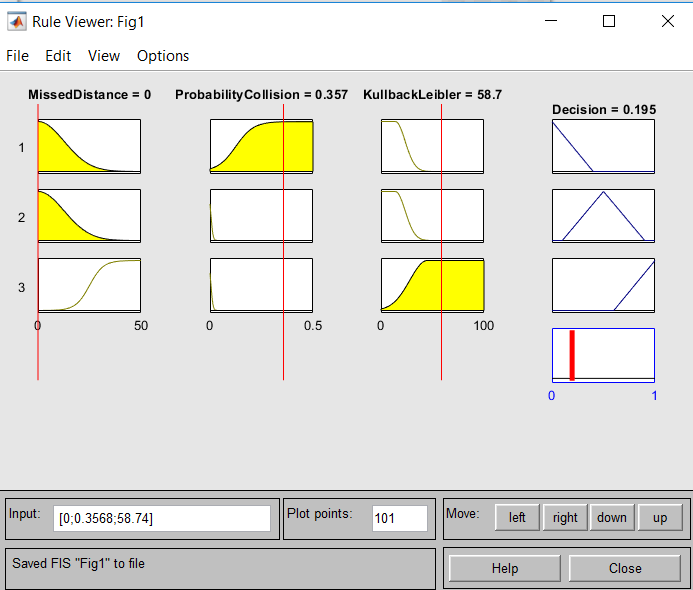 Rule Viewer: Fig1
File Edit View Options
MissedDistance = 0 ProbabilityCollision = 0.357 KullbackLeibler = 58.7
Decision = 0.195
1
2
3
0 50 0 0.5 0 100
0 1
Input: [0;0.3568;58.74] Plot points: 101 Move: left right down up
Saved FIS "Fig1" to file Help Close